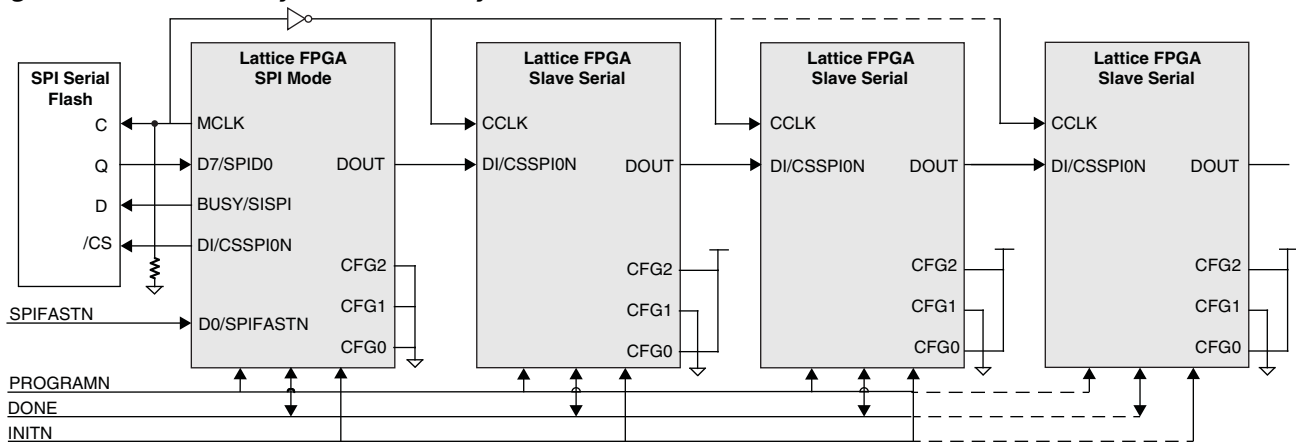 Lattice FPGA
SPI Mode
Lattice FPGA
Slave Serial
Lattice FPGA
Slave Serial
Lattice FPGA
Slave Serial
SPI Serial
Flash
C
Q
D
/CS
MCLK
D7/SPID0
BUSY/SISPI
DI/CSSPI0N
D0/SPIFASTN
DOUT
CFG2
CFG1
CFG0
CCLK
DI/CSSPI0N
DOUT
CFG2
CFG1
CFG0
CCLK
DI/CSSPI0N
DOUT
CFG2
CFG1
CFG0
CCLK
DI/CSSPI0N
DOUT
CFG2
CFG1
CFG0
SPIFASTN
PROGRAMN
DONE
INITN